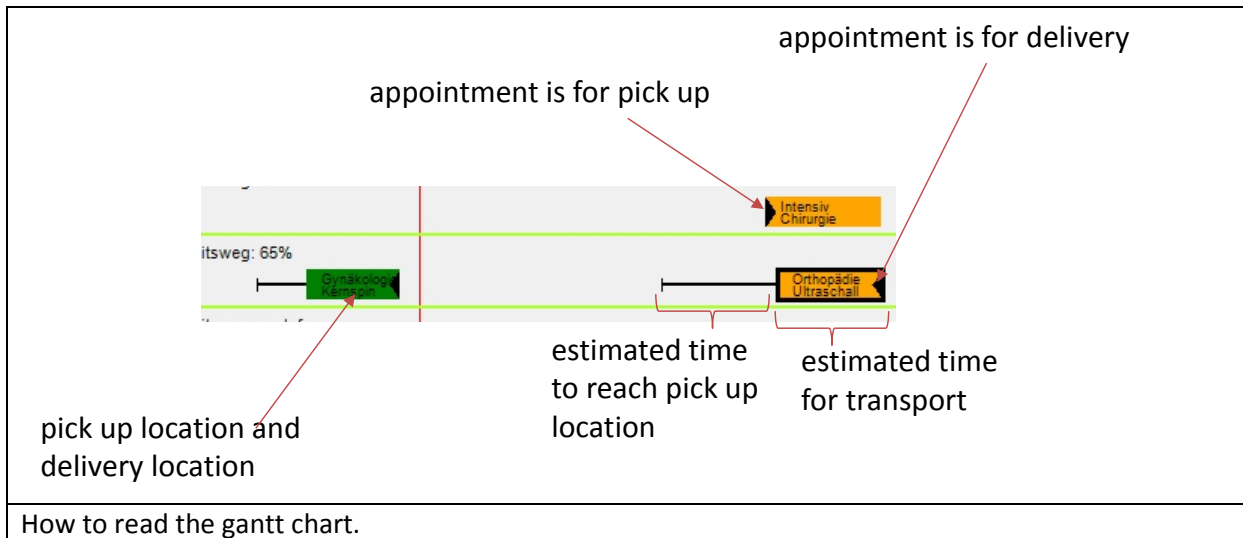 appointment is for delivery
appointment is for pick up
Intensiv
Chirurgie
itsweg: 65%
Gynäkologi
Kernspin
Orthopädie
Ultraschall
estimated time
to reach pick up
location
estimated time
for transport
pick up location and
delivery location
How to read the gantt chart.